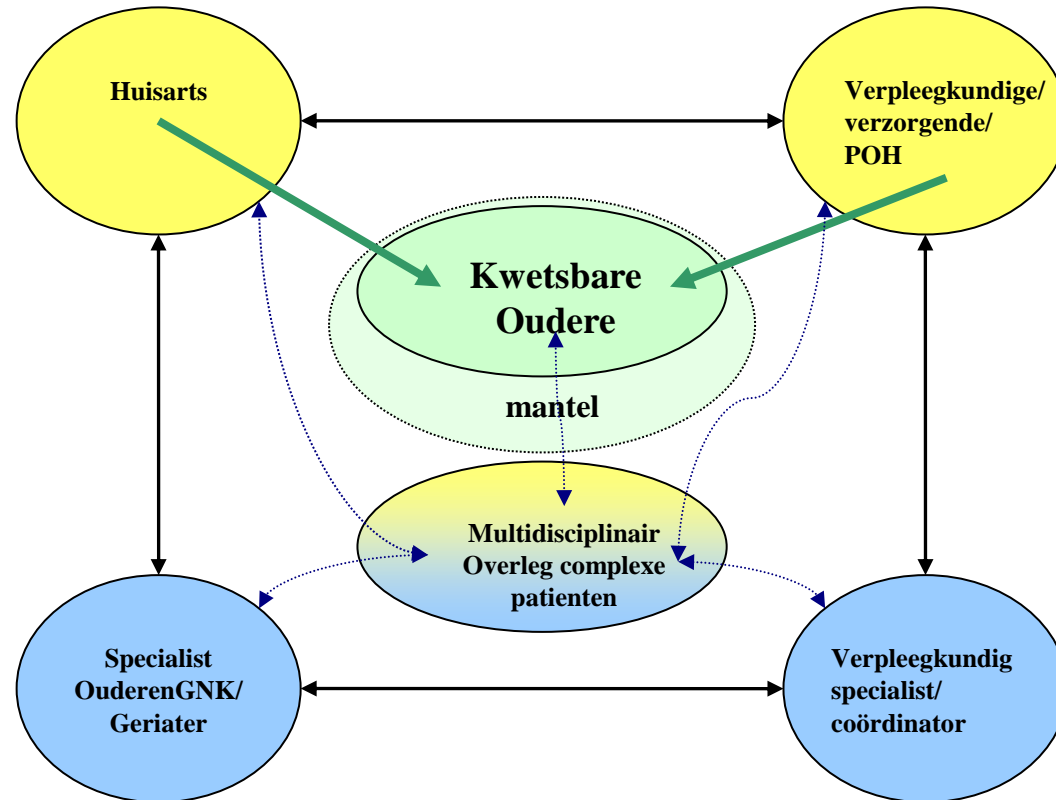 Huisarts
Verpleegkundige/
verzorgende/
POH
Kwetsbare
Oudere
mantel
Multidisciplinair
Overleg complexe
patienten
Specialist
OuderenGNK/
Geriater
Verpleegkundig
specialist/
coördinator